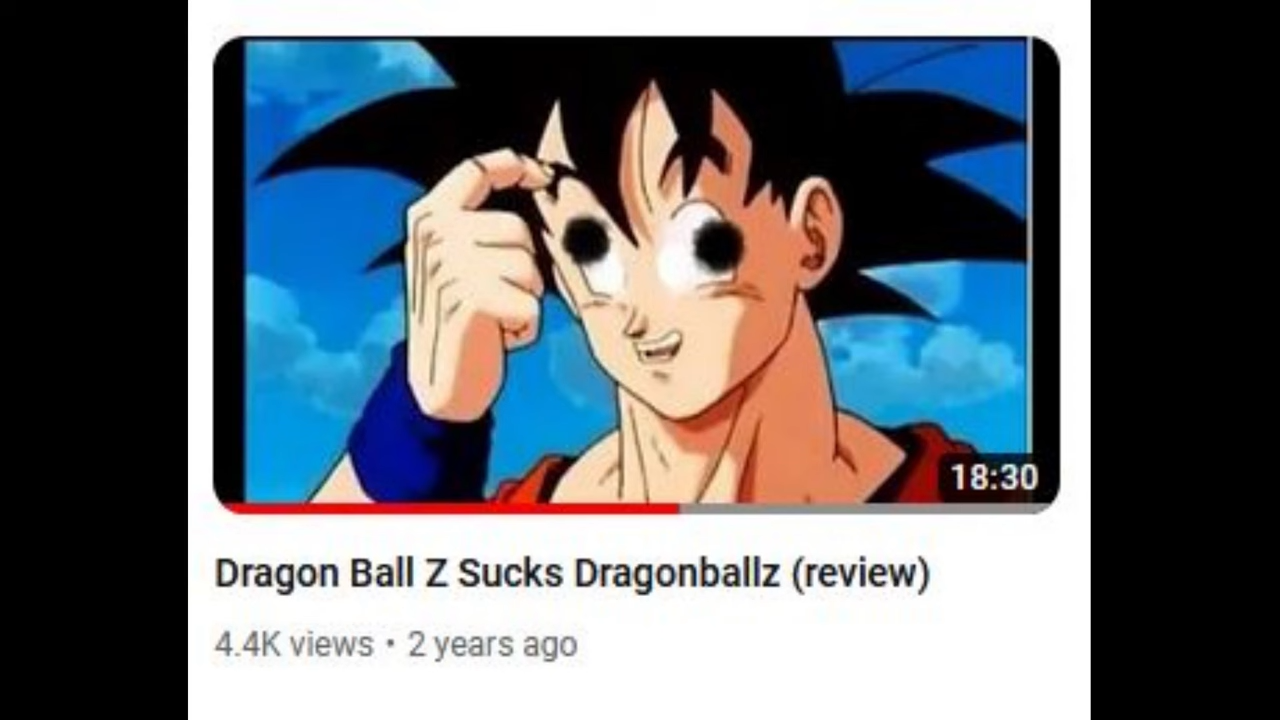 18:30
Dragon Ball Z Sucks Dragonballz (review)
4.4K views • 2 years ago